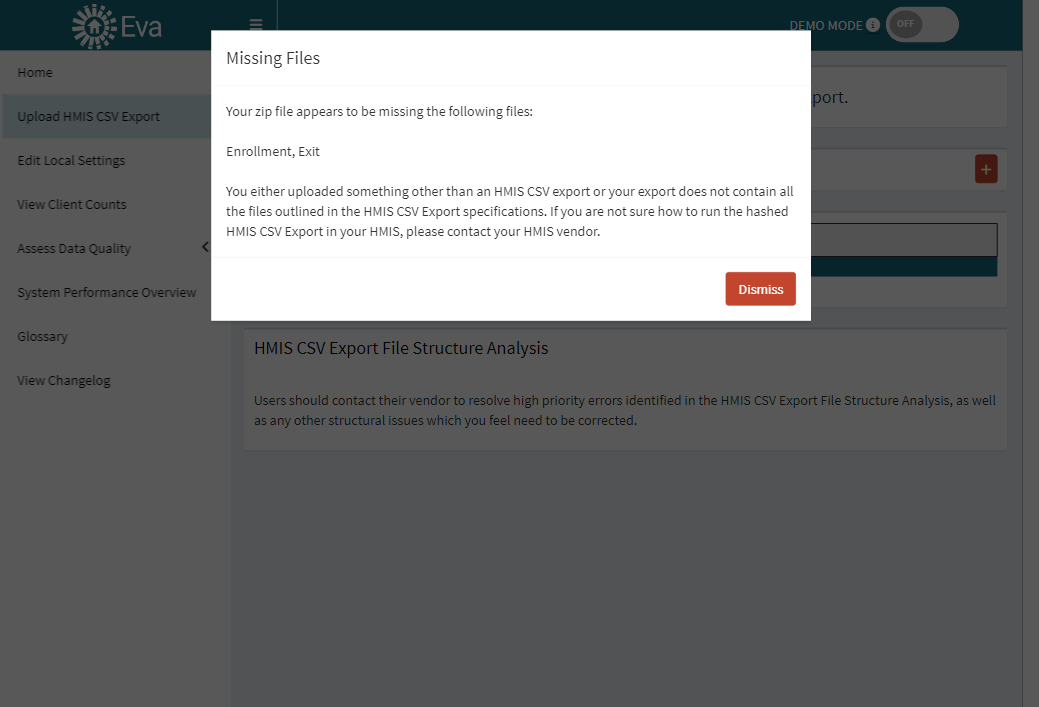 Eva
DEMO MODE i OFF
Missing Files
Home
port.
Your zip file appears to be missing the following files:
Upload HMIS CSV Export
Enrollment, Exit
Edit Local Settings
+
You either uploaded something other than an HMIS CSV export or your export does not contain all
the files outlined in the HMIS CSV Export specifications. If you are not sure how to run the hashed
HMIS CSV Export in your HMIS, please contact your HMIS vendor.
View Client Counts
Assess Data Quality
System Performance Overview
Dismiss
Glossary
View Changelog
HMIS CSV Export File Structure Analysis
Users should contact their vendor to resolve high priority errors identified in the HMIS CSV Export File Structure Analysis, as well
as any other structural issues which you feel need to be corrected.